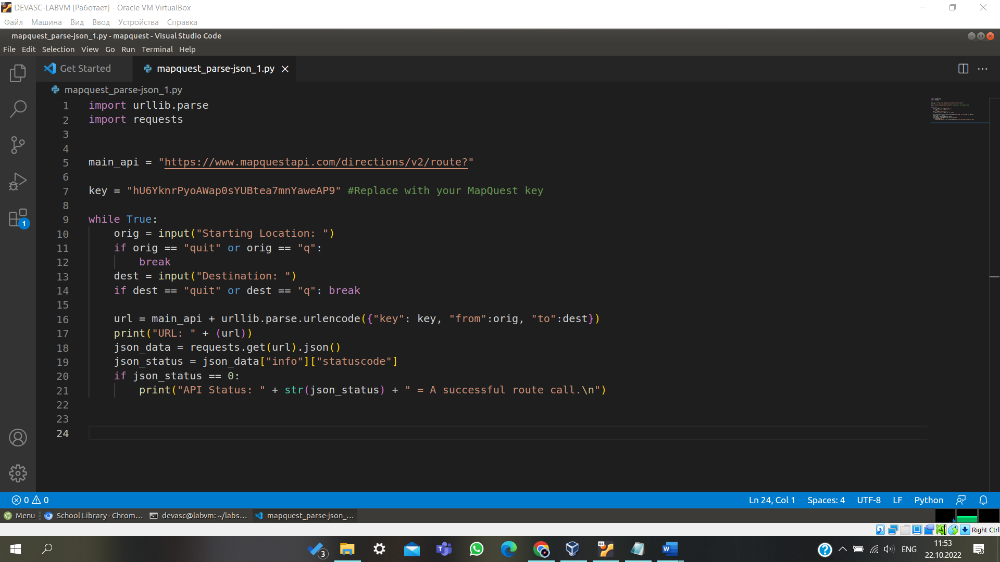 DEVASC-LABVM [Работает] - Oracle VM VirtualBox
Файл Машина Вид Ввод Устройства Справка
mapquest_parse-json_1.py - mapquest - Visual Studio Code
File Edit Selection View Go Run Terminal Help
Get Started mapquest_parse-json_1.py
mapquest_parse-json_1.py
1 import urllib.parse
2 import requests
3
4
5 main_api = "https://www.mapquestapi.com/directions/v2/route?"
6
7 key = "hU6YknrPyoAWap0sYUBtea7mnYaweAP9" #Replace with your MapQuest key
8
9 while True:
10 orig = input("Starting Location: ")
11 if orig == "quit" or orig == "q":
12 break
13 dest = input("Destination: ")
14 if dest == "quit" or dest == "q": break
15
16 url = main_api + urllib.parse.urlencode({"key": key, "from":orig, "to":dest})
17 print("URL: " + (url))
18 json_data = requests.get(url).json()
19 json_status = json_data["info"]["statuscode"]
20 if json_status == 0:
21 print("API Status: " + str(json_status) + " = A successful route call.\n")
22
23
24
1
0 0 Ln 24, Col 1 Spaces: 4 UTF-8 LF Python
Menu School Library - Chrom... devasc@labvm: ~/labs... mapquest_parse-json_...
Right Ctrl
3 ENG 11:53
22.10.2022